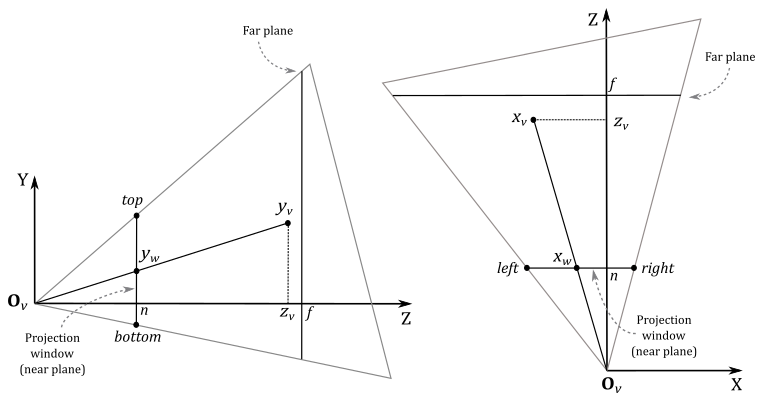 Far plane
Y
top
y_v
y_w
O_v
n
z_v
f
Z
Projection
window
(near plane)
bottom
Z
Far plane
f
x_v
z_v
left
x_w
n
right
Projection
window
(near plane)
O_v
X